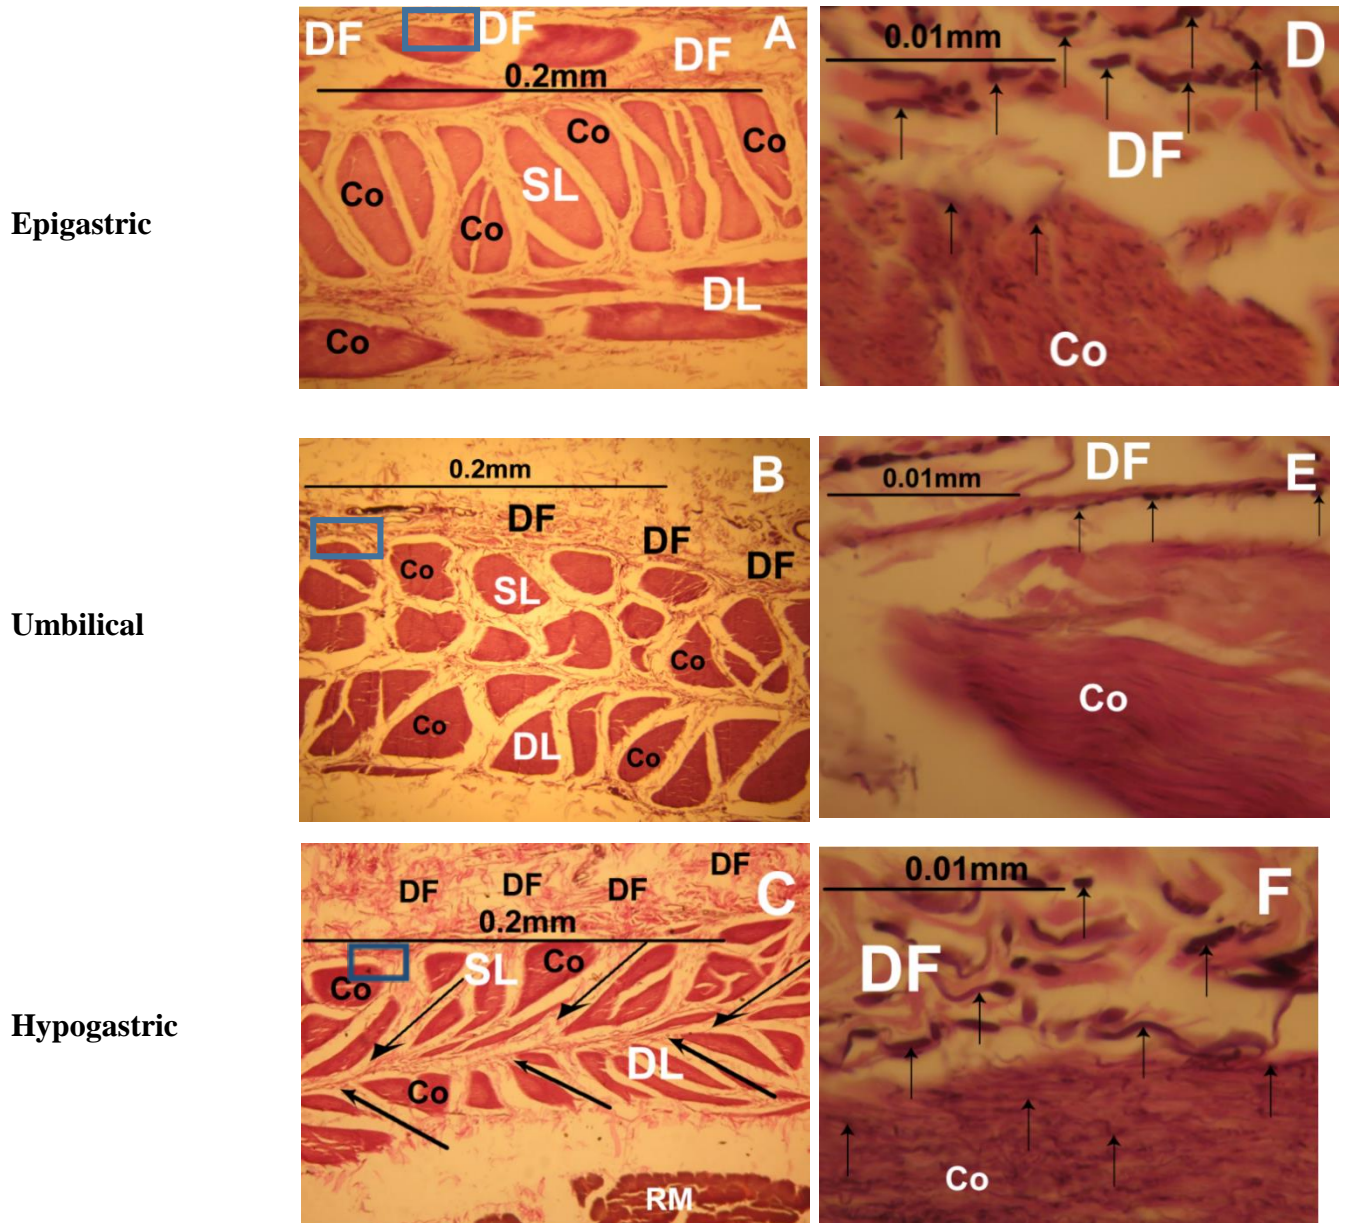 Epigastric
DF DF DF A
0.2mm
Co Co Co
SL
Co
DL
Co
0.01mm D
DF
Co
Umbilical
0.2mm B
DF
DF
DF
Co
SL
Co
Co
DL
Co
DF
0.01mm E
Co
Hypogastric
DF DF DF DF C
0.2mm
SL Co
Co
DL
Co
RM
0.01mm F
DF
Co